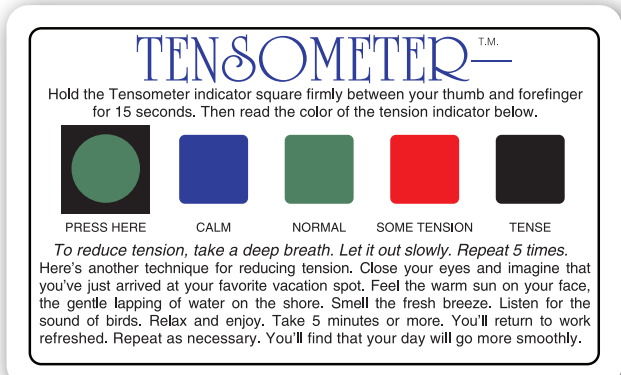 TENSOMETER T.M.
Hold the Tensometer indicator square firmly between your thumb and forefinger
for 15 seconds. Then read the color of the tension indicator below.
PRESS HERE CALM NORMAL SOME TENSION TENSE
To reduce tension, take a deep breath. Let it out slowly. Repeat 5 times.
Here's another technique for reducing tension. Close your eyes and imagine that
you've just arrived at your favorite vacation spot. Feel the warm sun on your face,
the gentle lapping of water on the shore. Smell the fresh breeze. Listen for the
sound of birds. Relax and enjoy. Take 5 minutes or more. You'll return to work
refreshed. Repeat as necessary. You'll find that your day will go more smoothly.